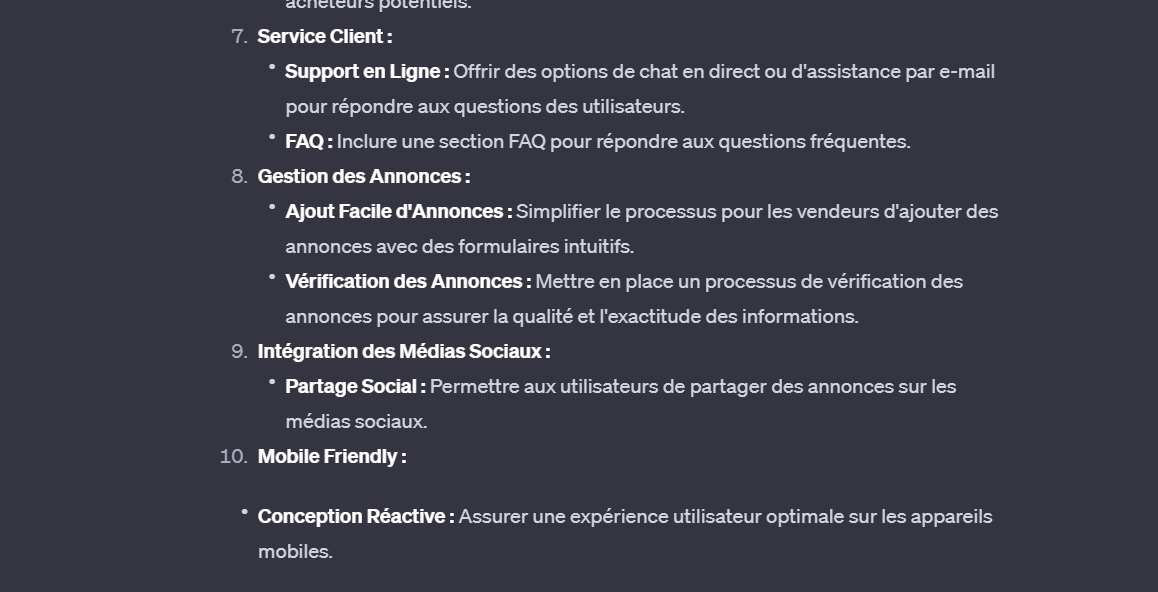 acheteurs potentiels.
7. Service Client :
• Support en Ligne : Offrir des options de chat en direct ou d'assistance par e-mail
pour répondre aux questions des utilisateurs.
• FAQ : Inclure une section FAQ pour répondre aux questions fréquentes.
8. Gestion des Annonces :
• Ajout Facile d'Annonces : Simplifier le processus pour les vendeurs d'ajouter des
annonces avec des formulaires intuitifs.
• Vérification des Annonces : Mettre en place un processus de vérification des
annonces pour assurer la qualité et l'exactitude des informations.
9. Intégration des Médias Sociaux :
• Partage Social : Permettre aux utilisateurs de partager des annonces sur les
médias sociaux.
10. Mobile Friendly :
• Conception Réactive : Assurer une expérience utilisateur optimale sur les appareils
mobiles.